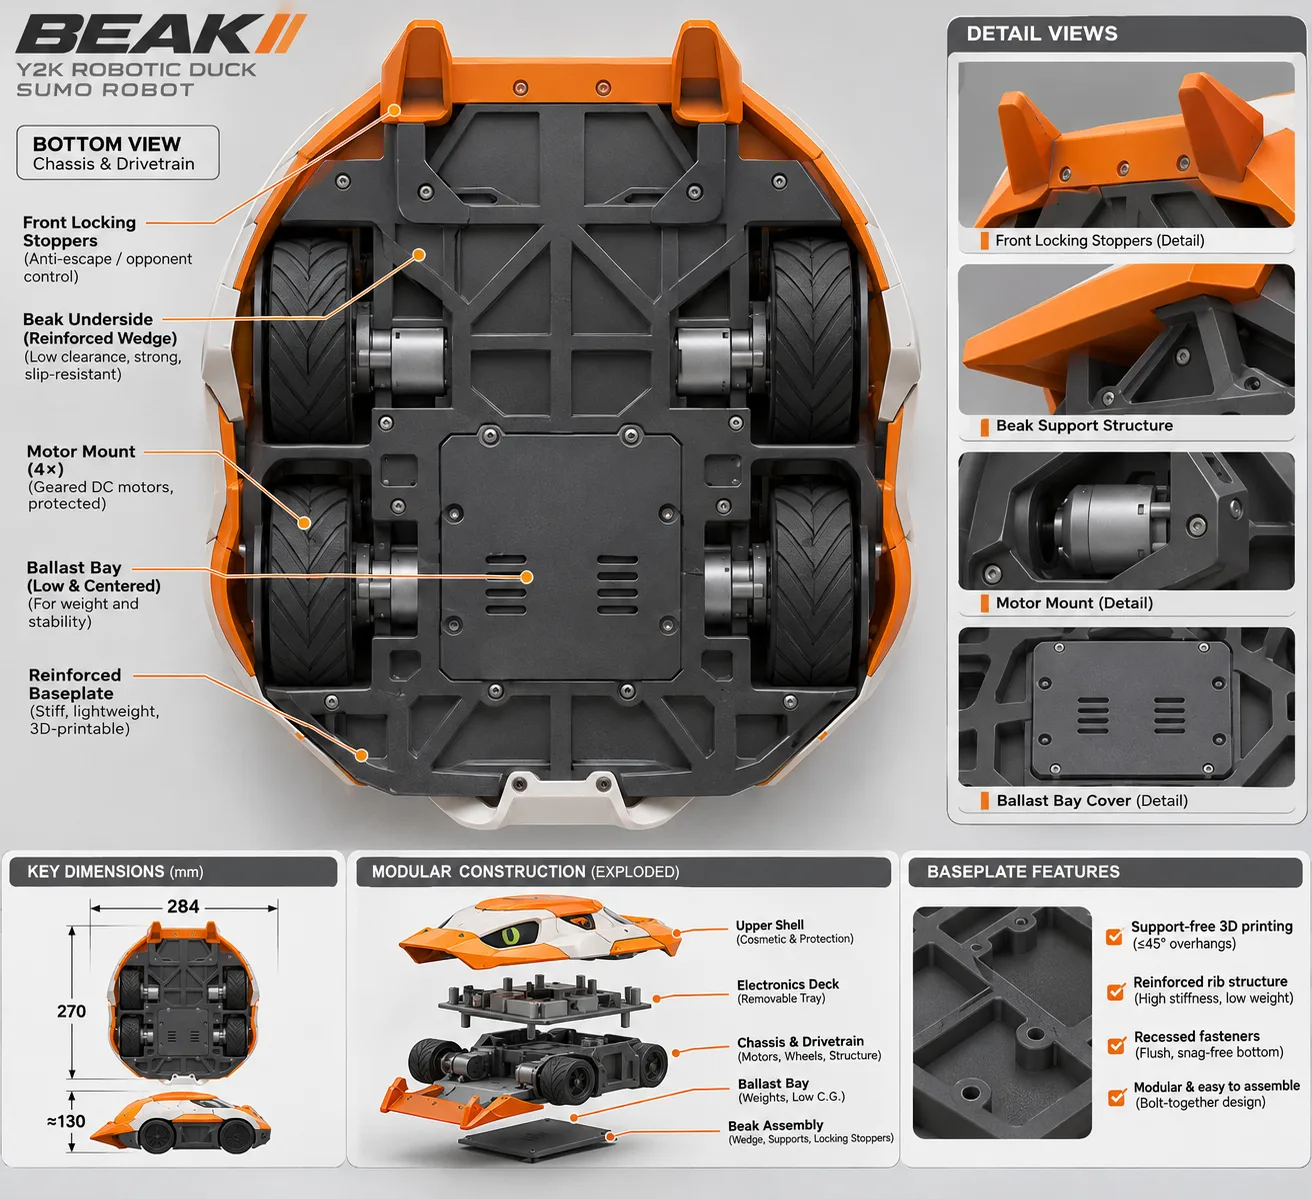 BEAK//
Y2K ROBOTIC DUCK
SUMO ROBOT
BOTTOM VIEW
Chassis & Drivetrain
Front Locking
Stoppers
(Anti-escape / opponent
control)
Beak Underside
(Reinforced Wedge)
(Low clearance, strong,
slip-resistant)
Motor Mount
(4×)
(Geared DC motors,
protected)
Ballast Bay
(Low & Centered)
(For weight and
stability)
Reinforced
Baseplate
(Stiff, lightweight,
3D-printable)
DETAIL VIEWS
Front Locking Stoppers (Detail)
Beak Support Structure
Motor Mount (Detail)
Ballast Bay Cover (Detail)
KEY DIMENSIONS (mm)
284
270
≈130
MODULAR CONSTRUCTION (EXPLODED)
Upper Shell
(Cosmetic & Protection)
Electronics Deck
(Removable Tray)
Chassis & Drivetrain
(Motors, Wheels, Structure)
Ballast Bay
(Weights, Low C.G.)
Beak Assembly
(Wedge, Supports, Locking Stoppers)
BASEPLATE FEATURES
Support-free 3D printing
(≤45° overhangs)
Reinforced rib structure
(High stiffness, low weight)
Recessed fasteners
(Flush, snag-free bottom)
Modular & easy to assemble
(Bolt-together design)